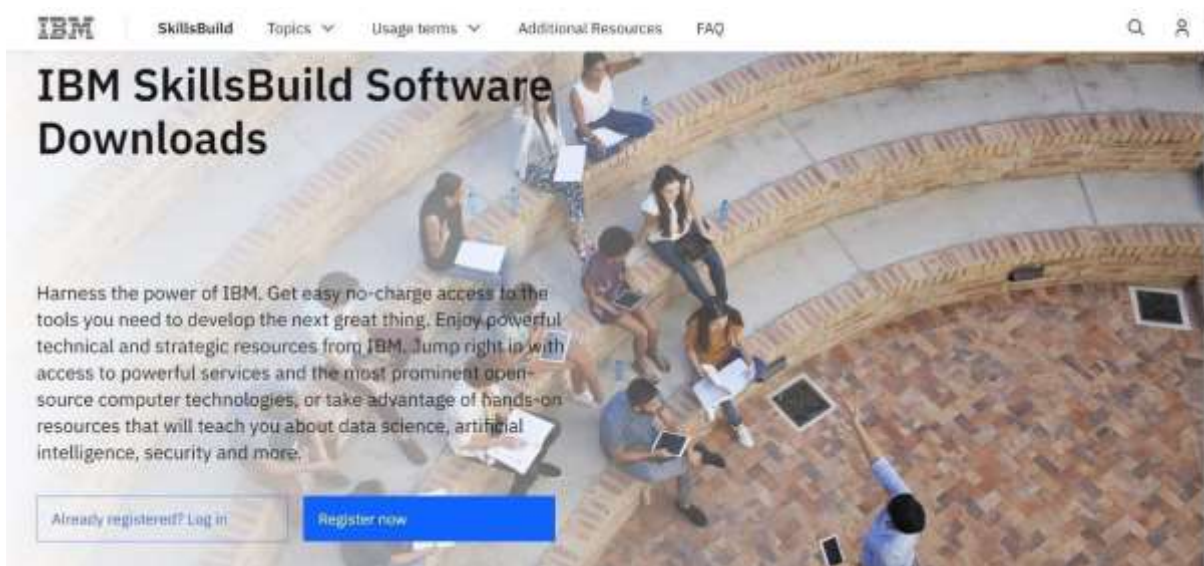 IBM SkillsBuild Topics Usage terms Additional Resources FAQ
IBM SkillsBuild Software
Downloads
Harness the power of IBM. Get easy no-charge access to the
tools you need to develop the next great thing. Enjoy powerful
technical and strategic resources from IBM. Jump right in with
access to powerful services and the most prominent open-
source computer technologies, or take advantage of hands-on
resources that will teach you about data science, artificial
intelligence, security and more.
Already registered? Log in
Register now